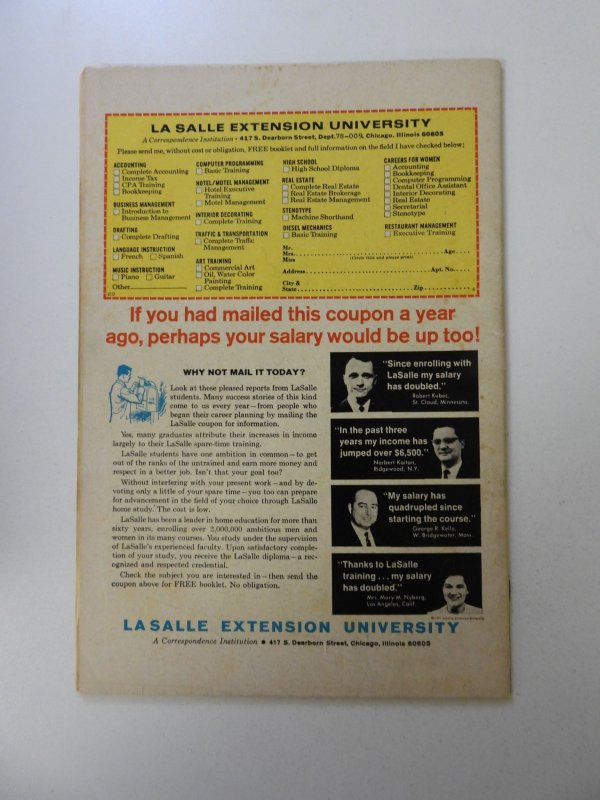 LA SALLE EXTENSION UNIVERSITY
A Correspondence Institution • 417 S. Dearborn Street, Dept. 78-009, Chicago, Illinois 60605
Please send me, without cost or obligation, FREE booklet and full information on the field I have checked below:
ACCOUNTING
Complete Accounting
Income Tax
CPA Training
Bookkeeping
BUSINESS MANAGEMENT
Introduction to
Business Management
DRAFTING
Complete Drafting
LANGUAGE INSTRUCTION
French Spanish
MUSIC INSTRUCTION
Piano Guitar
Other
COMPUTER PROGRAMMING
Basic Training
HOTEL/MOTEL MANAGEMENT
Hotel Executive
Training
Motel Management
INTERIOR DECORATING
Complete Training
TRAFFIC & TRANSPORTATION
Complete Traffic
Management
ART TRAINING
Commercial Art
Oil, Water Color
Painting
Complete Training
HIGH SCHOOL
High School Diploma
REAL ESTATE
Complete Real Estate
Real Estate Brokerage
Real Estate Management
STENOTYPE
Machine Shorthand
DIESEL MECHANICS
Basic Training
CAREERS FOR WOMEN
Accounting
Bookkeeping
Computer Programming
Dental Office Assistant
Interior Decorating
Real Estate
Secretarial
Stenotype
RESTAURANT MANAGEMENT
Executive Training
Mr.
Mrs. Age
Miss (Circle title and please print)
Address Apt. No.
City &
State Zip
If you had mailed this coupon a year
ago, perhaps your salary would be up too!
WHY NOT MAIL IT TODAY?
Look at these pleased reports from LaSalle
students. Many success stories of this kind
come to us every year—from people who
began their career planning by mailing the
LaSalle coupon for information.
Yes, many graduates attribute their increases in income
largely to their LaSalle spare-time training.
LaSalle students have one ambition in common—to get
out of the ranks of the untrained and earn more money and
respect in a better job. Isn't that your goal too?
Without interfering with your present work—and by de-
voting only a little of your spare time—you too can prepare
for advancement in the field of your choice through LaSalle
home study. The cost is low.
LaSalle has been a leader in home education for more than
sixty years, enrolling over 2,000,000 ambitious men and
women in its many courses. You study under the supervision
of LaSalle's experienced faculty. Upon satisfactory comple-
tion of your study, you receive the LaSalle diploma—a rec-
ognized and respected credential.
Check the subject you are interested in—then send the
coupon above for FREE booklet. No obligation.
"Since enrolling with
LaSalle my salary
has doubled."
Robert Kubec,
St. Cloud, Minnesota.
"In the past three
years my income has
jumped over $6,500."
Norbert Kaitan,
Ridgewood, N.Y.
"My salary has
quadrupled since
starting the course."
George R. Kelly,
W. Bridgewater, Mass.
"Thanks to LaSalle
training . . . my salary
has doubled."
Mrs. Mary M. Nyberg,
Los Angeles, Calif.
LA SALLE EXTENSION UNIVERSITY
A Correspondence Institution • 417 S. Dearborn Street, Chicago, Illinois 60605